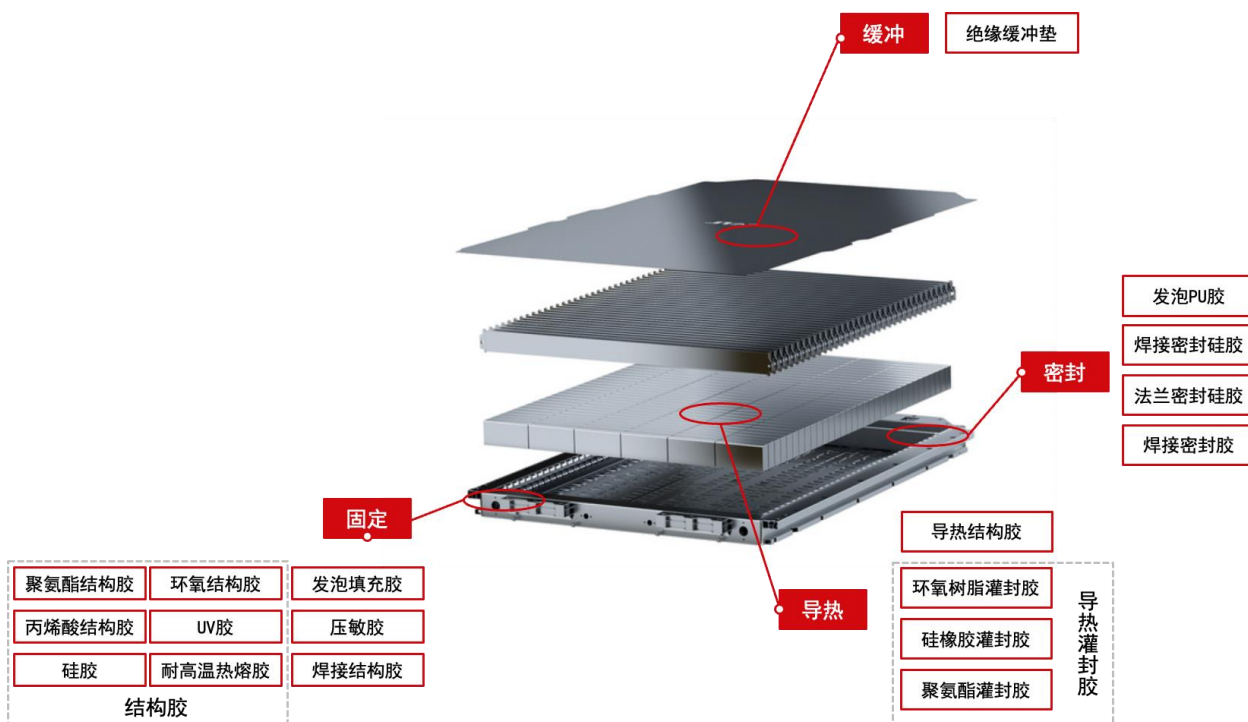 缓冲
绝缘缓冲垫
发泡PU胶
焊接密封硅胶
密封
法兰密封硅胶
焊接密封胶
固定
导热结构胶
聚氨酯结构胶
环氧结构胶
发泡填充胶
丙烯酸结构胶
UV胶
压敏胶
硅胶
耐高温热熔胶
焊接结构胶
结构胶
导热
环氧树脂灌封胶
硅橡胶灌封胶
聚氨酯灌封胶
导热灌封胶